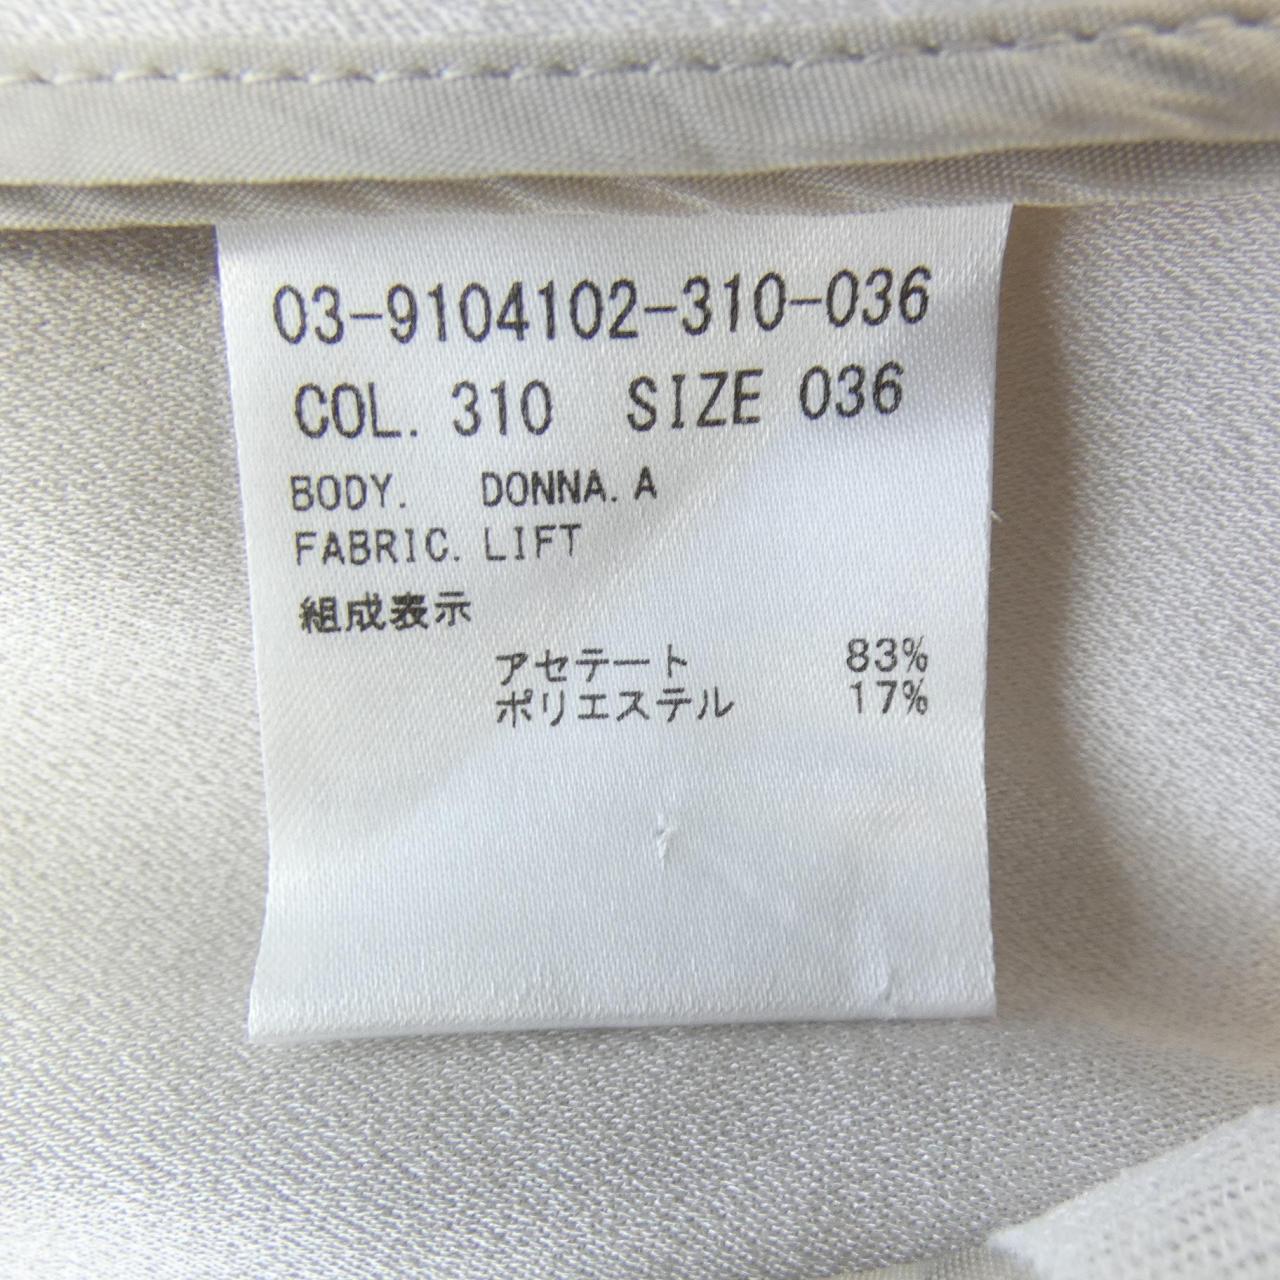 03-9104102-310-036
COL. 310 SIZE 036
BODY. DONNA. A
FABRIC. LIFT
組成表示
アセテート 83%
ポリエステル 17%